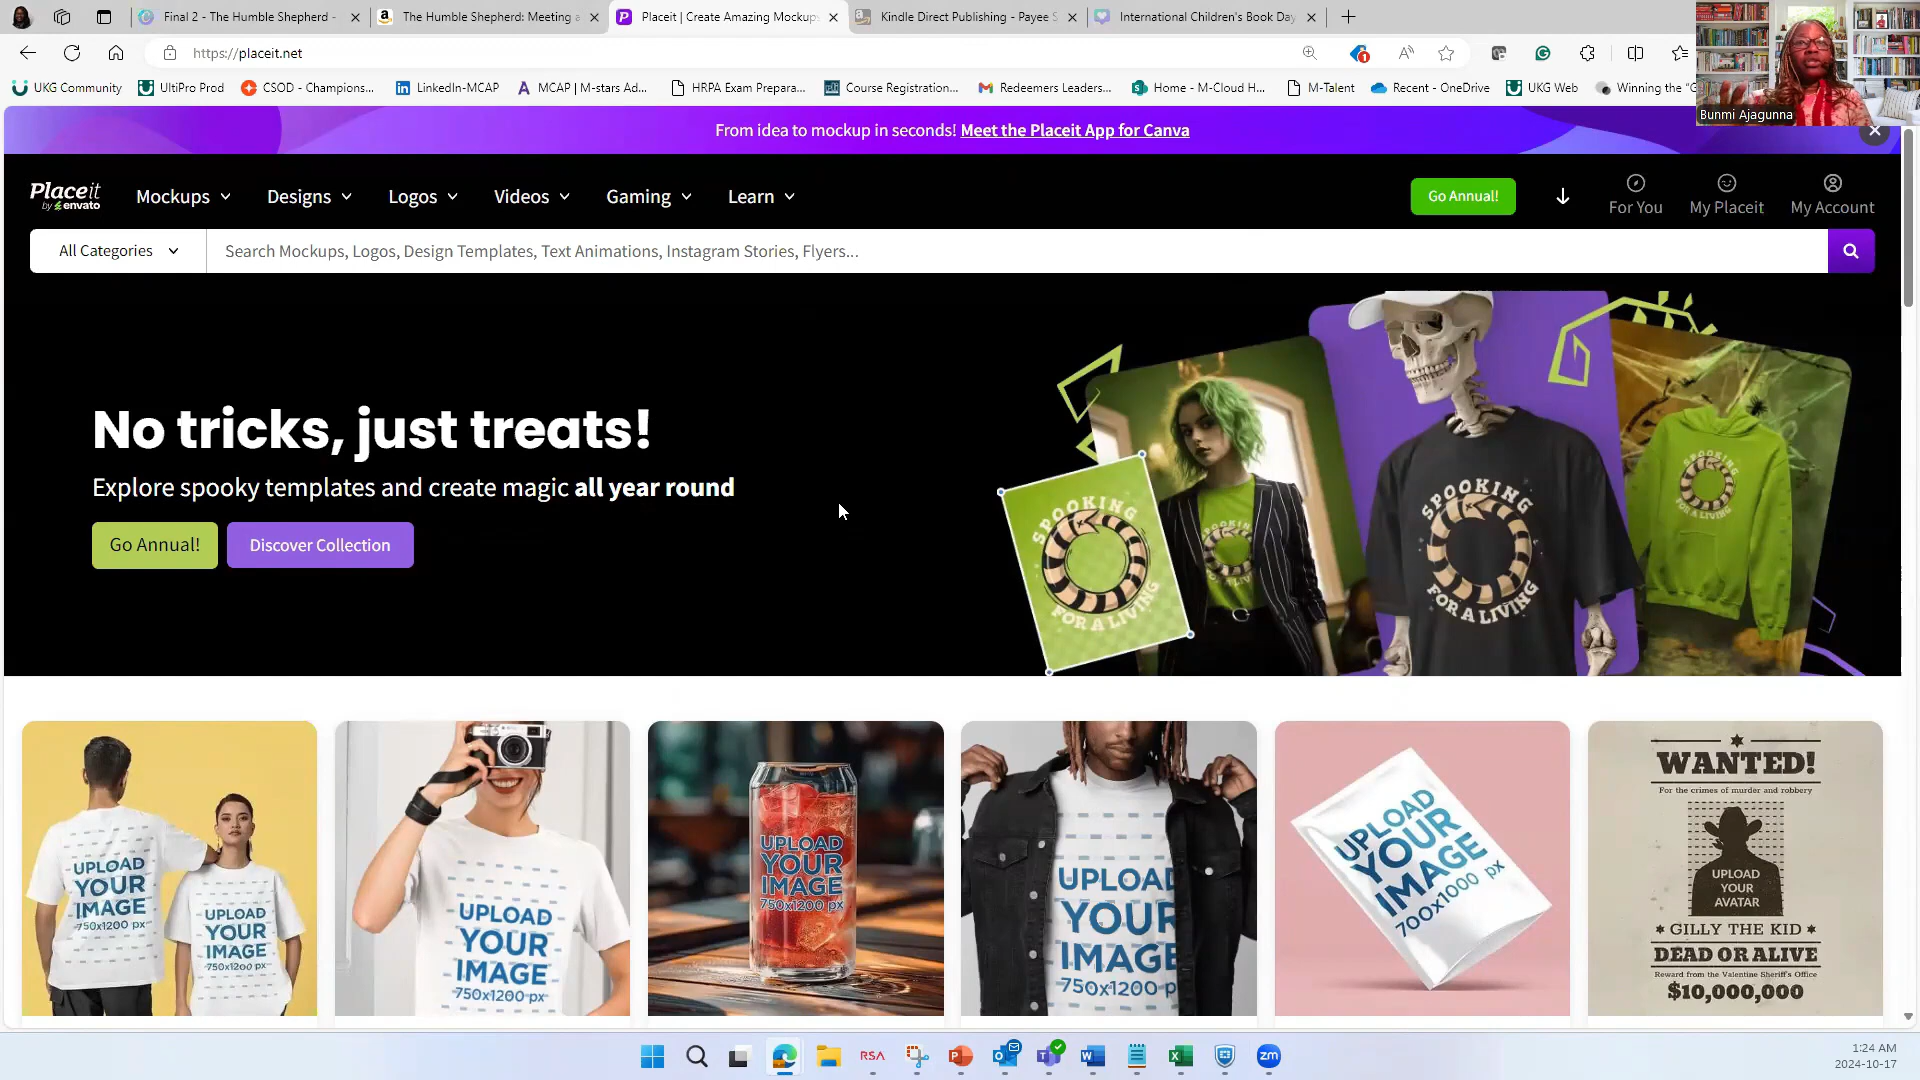 Final 2 - The Humble Shepherd -
The Humble Shepherd: Meeting a
Placeit | Create Amazing Mockups
Kindle Direct Publishing - Payee S
International Children's Book Day
https://placeit.net
UKG Community
UltiPro Prod
CSOD - Champions...
LinkedIn-MCAP
MCAP | M-stars Ad...
HRPA Exam Prepara...
Course Registration...
Redeemers Leaders...
Home - M-Cloud H...
M-Talent
Recent - OneDrive
UKG Web
Winning the "G
Bunmi Ajagunna
From idea to mockup in seconds! Meet the Placeit App for Canva
Placeit
by envato
Mockups
Designs
Logos
Videos
Gaming
Learn
Go Annual!
For You
My Placeit
My Account
All Categories
Search Mockups, Logos, Design Templates, Text Animations, Instagram Stories, Flyers...
No tricks, just treats!
Explore spooky templates and create magic all year round
Go Annual!
Discover Collection
SPOOKING
FOR A LIVING
SPOOKING
FOR A LIVING
SPOOKING
FOR A LIVING
UPLOAD
YOUR
IMAGE
750x1200 px
UPLOAD
YOUR
IMAGE
750x1200 px
UPLOAD
YOUR
IMAGE
750x1200 px
UPLOAD
YOUR
IMAGE
750x1200 px
UPLOAD
YOUR
IMAGE
750x1200 p
UPLOAD
YOUR
IMAGE
700x1000 px
WANTED!
For the crimes of murder and robbery
UPLOAD
YOUR
AVATAR
GILLY THE KID
DEAD OR ALIVE
Reward from the Valentine Sheriff's Office
$10,000,000
RSA
zm
1:24 AM
2024-10-17